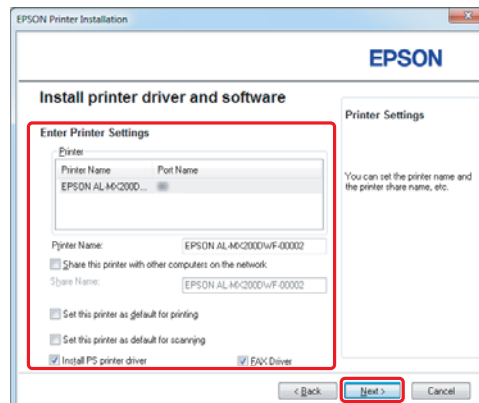 EPSON Printer Installation
EPSON
Install printer driver and software
Enter Printer Settings
Printer
Printer Name Port Name
EPSON AL-MX200D...
Printer Name: EPSON AL-MX200DWF-00002
Share this printer with other computers on the network
Share Name: EPSON AL-MX200DWF-00002
Set this printer as default for printing
Set this printer as default for scanning
Install PS printer driver FAX Driver
Printer Settings
You can set the printer name and
the printer share name, etc.
< Back Next > Cancel